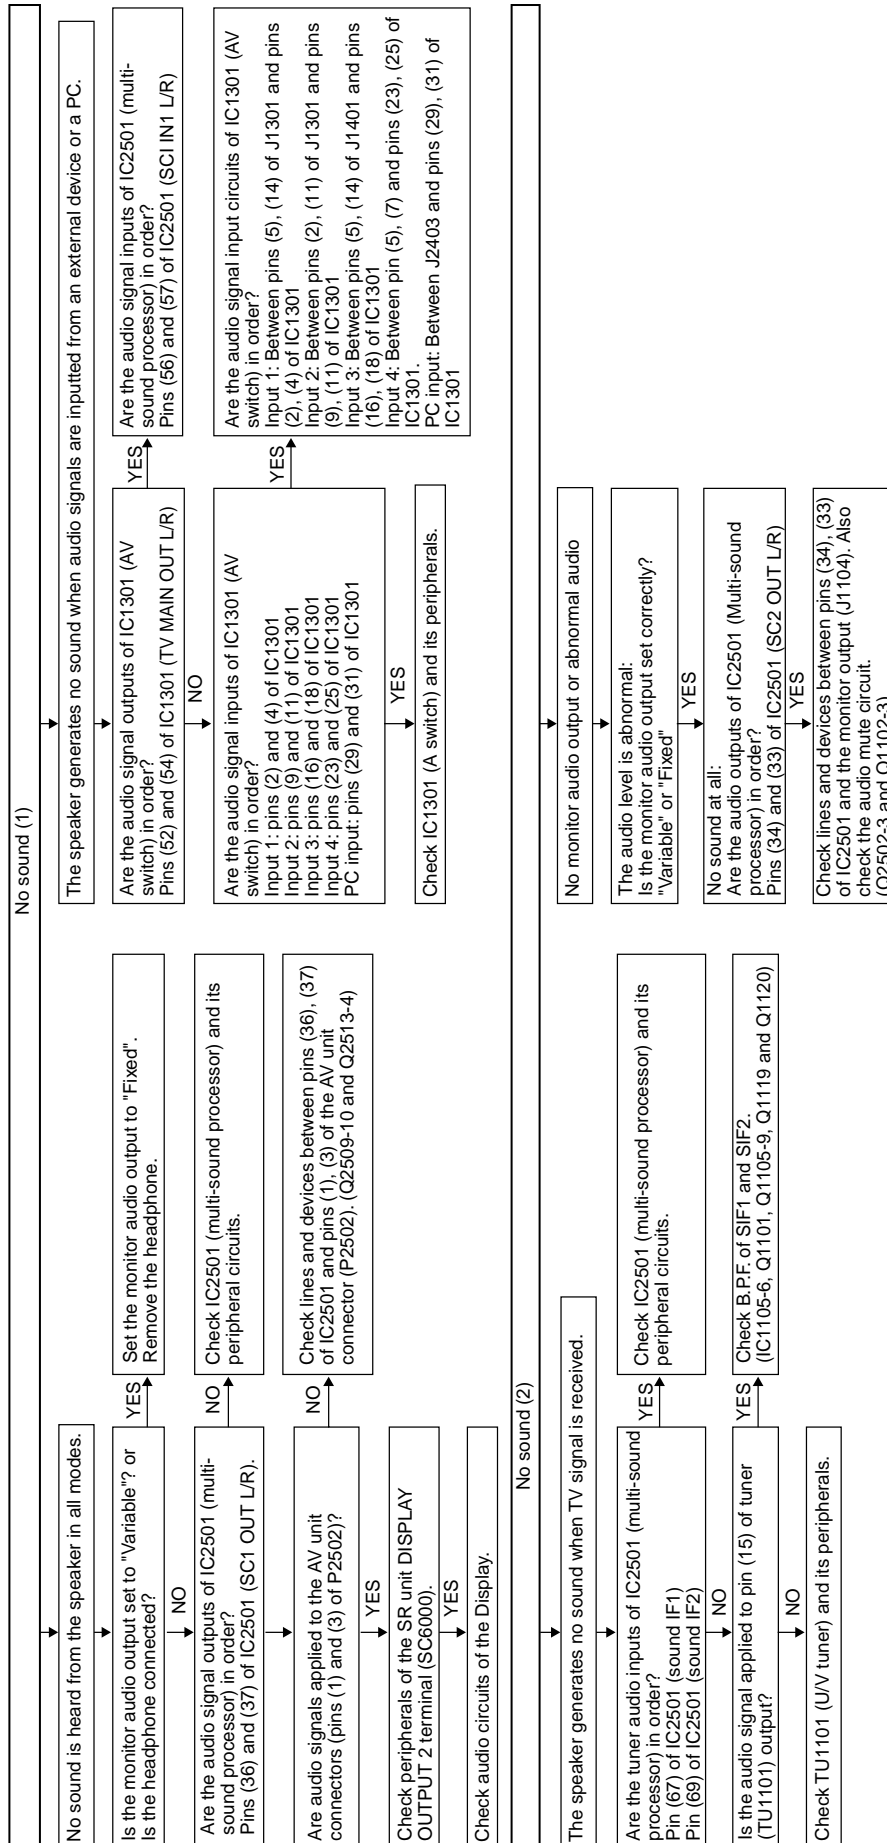 No sound (1)
No sound is heard from the speaker in all modes.
Is the monitor audio output set to "Variable"? or
Is the headphone connected?
YES
Set the monitor audio output to "Fixed".
Remove the headphone.
NO
Are the audio signal outputs of IC2501 (multi-
sound processor) in order?
Pins (36) and (37) of IC2501 (SC1 OUT L/R).
NO
Check IC2501 (multi-sound processor) and its
peripheral circuits.
Are audio signals applied to the AV unit
connectors (pins (1) and (3) of P2502)?
NO
Check lines and devices between pins (36), (37)
of IC2501 and pins (1), (3) of the AV unit
connector (P2502). (Q2509-10 and Q2513-4)
YES
Check peripherals of the SR unit DISPLAY
OUTPUT 2 terminal (SC6000).
YES
Check audio circuits of the Display.
The speaker generates no sound when audio signals are inputted from an external device or a PC.
Are the audio signal outputs of IC1301 (AV
switch) in order?
Pins (52) and (54) of IC1301 (TV MAIN OUT L/R)
YES
Are the audio signal inputs of IC2501 (multi-
sound processor) in order?
Pins (56) and (57) of IC2501 (SCI IN1 L/R)
NO
Are the audio signal inputs of IC1301 (AV
switch) in order?
Input 1: pins (2) and (4) of IC1301
Input 2: pins (9) and (11) of IC1301
Input 3: pins (16) and (18) of IC1301
Input 4: pins (23) and (25) of IC1301
PC input: pins (29) and (31) of IC1301
YES
Are the audio signal input circuits of IC1301 (AV
switch) in order?
Input 1: Between pins (5), (14) of J1301 and pins
(2), (4) of IC1301
Input 2: Between pins (2), (11) of J1301 and pins
(9), (11) of IC1301
Input 3: Between pins (5), (14) of J1401 and pins
(16), (18) of IC1301
Input 4: Between pin (5), (7) and pins (23), (25) of
IC1301.
PC input: Between J2403 and pins (29), (31) of
IC1301
YES
Check IC1301 (A switch) and its peripherals.
No sound (2)
The speaker generates no sound when TV signal is received.
Are the tuner audio inputs of IC2501 (multi-sound
processor) in order?
Pin (67) of IC2501 (sound IF1)
Pin (69) of IC2501 (sound IF2)
YES
Check IC2501 (multi-sound processor) and its
peripheral circuits.
NO
Is the audio signal applied to pin (15) of tuner
(TU1101) output?
YES
Check B.P.F. of SIF1 and SIF2.
(IC1105-6, Q1101, Q1105-9, Q1119 and Q1120)
NO
Check TU1101 (U/V tuner) and its peripherals.
No monitor audio output or abnormal audio
The audio level is abnormal:
Is the monitor audio output set correctly?
"Variable" or "Fixed"
YES
No sound at all:
Are the audio outputs of IC2501 (Multi-sound
processor) in order?
Pins (34) and (33) of IC2501 (SC2 OUT L/R)
YES
Check lines and devices between pins (34), (33)
of IC2501 and the monitor output (J1104). Also
check the audio mute circuit.
(Q2502-3 and Q1102-3)